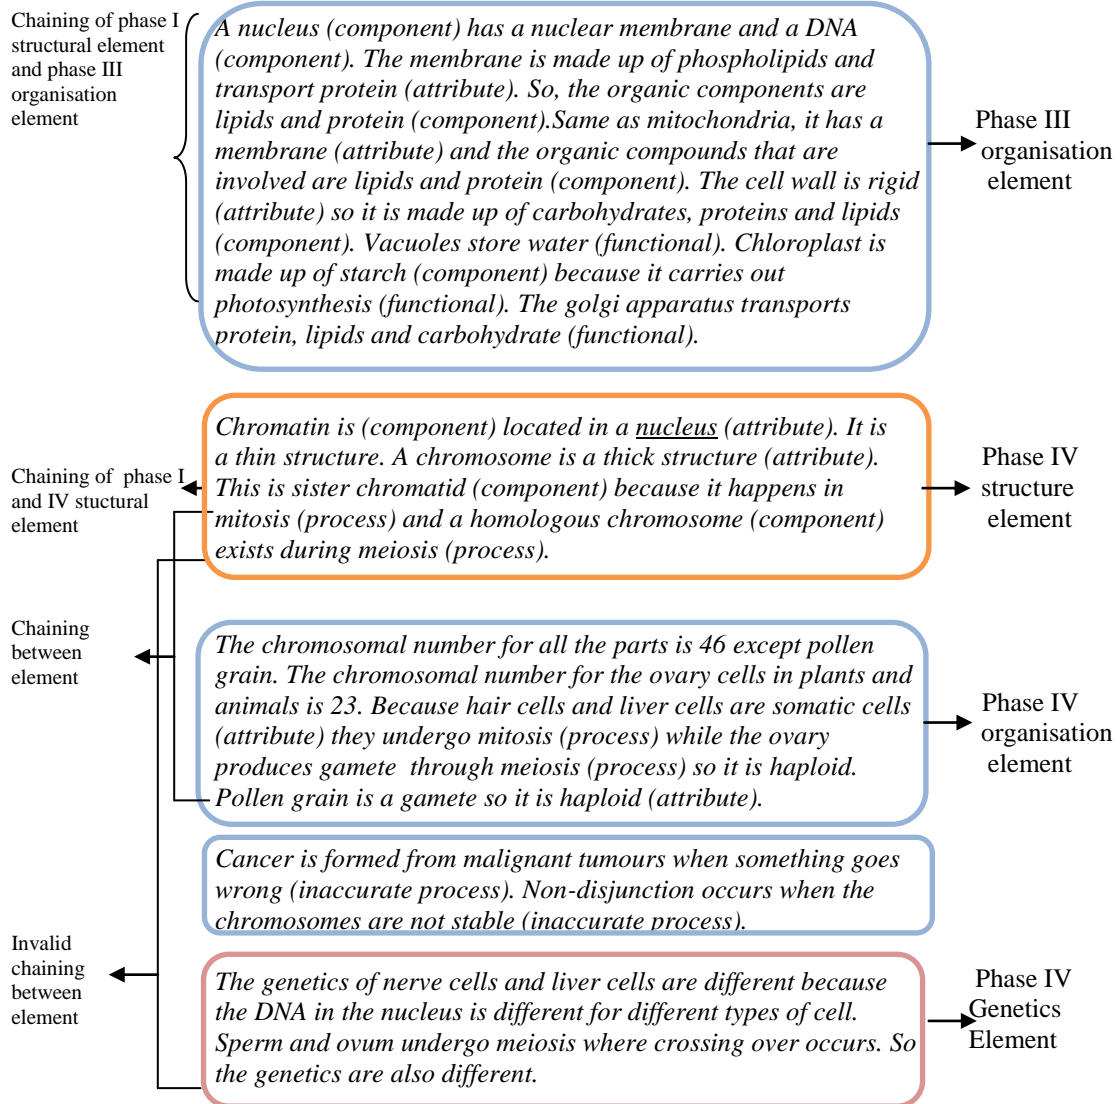 Chaining of phase I
structural element
and phase III
organisation
element
A nucleus (component) has a nuclear membrane and a DNA
(component). The membrane is made up of phospholipids and
transport protein (attribute). So, the organic components are
lipids and protein (component).Same as mitochondria, it has a
membrane (attribute) and the organic compounds that are
involved are lipids and protein (component). The cell wall is rigid
(attribute) so it is made up of carbohydrates, proteins and lipids
(component). Vacuoles store water (functional). Chloroplast is
made up of starch (component) because it carries out
photosynthesis (functional). The golgi apparatus transports
protein, lipids and carbohydrate (functional).
Phase III
organisation
element
Chaining of phase I
and IV stuctural
element
Chromatin is (component) located in a nucleus (attribute). It is
a thin structure. A chromosome is a thick structure (attribute).
This is sister chromatid (component) because it happens in
mitosis (process) and a homologous chromosome (component)
exists during meiosis (process).
Phase IV
structure
element
Chaining
between
element
The chromosomal number for all the parts is 46 except pollen
grain. The chromosomal number for the ovary cells in plants and
animals is 23. Because hair cells and liver cells are somatic cells
(attribute) they undergo mitosis (process) while the ovary
produces gamete through meiosis (process) so it is haploid.
Pollen grain is a gamete so it is haploid (attribute).
Phase IV
organisation
element
Cancer is formed from malignant tumours when something goes
wrong (inaccurate process). Non-disjunction occurs when the
chromosomes are not stable (inaccurate process).
Invalid
chaining
between
element
The genetics of nerve cells and liver cells are different because
the DNA in the nucleus is different for different types of cell.
Sperm and ovum undergo meiosis where crossing over occurs. So
the genetics are also different.
Phase IV
Genetics
Element